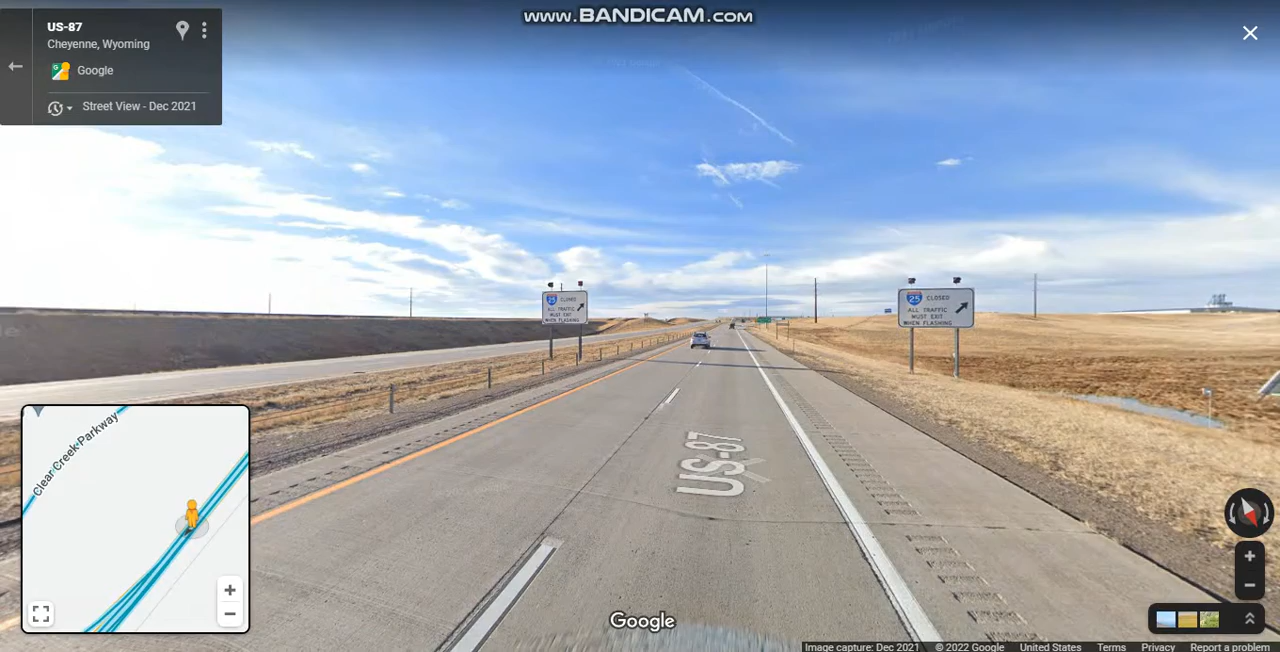 www.BANDICAM.com
US-87
Cheyenne, Wyoming
Google
Street View - Dec 2021
25 CLOSED
ALL TRAFFIC
MUST EXIT
WHEN FLASHING
25 CLOSED
ALL TRAFFIC
MUST EXIT
WHEN FLASHING
US-87
Clear Creek Parkway
Google
Image capture: Dec 2021 © 2022 Google United States Terms Privacy Report a problem